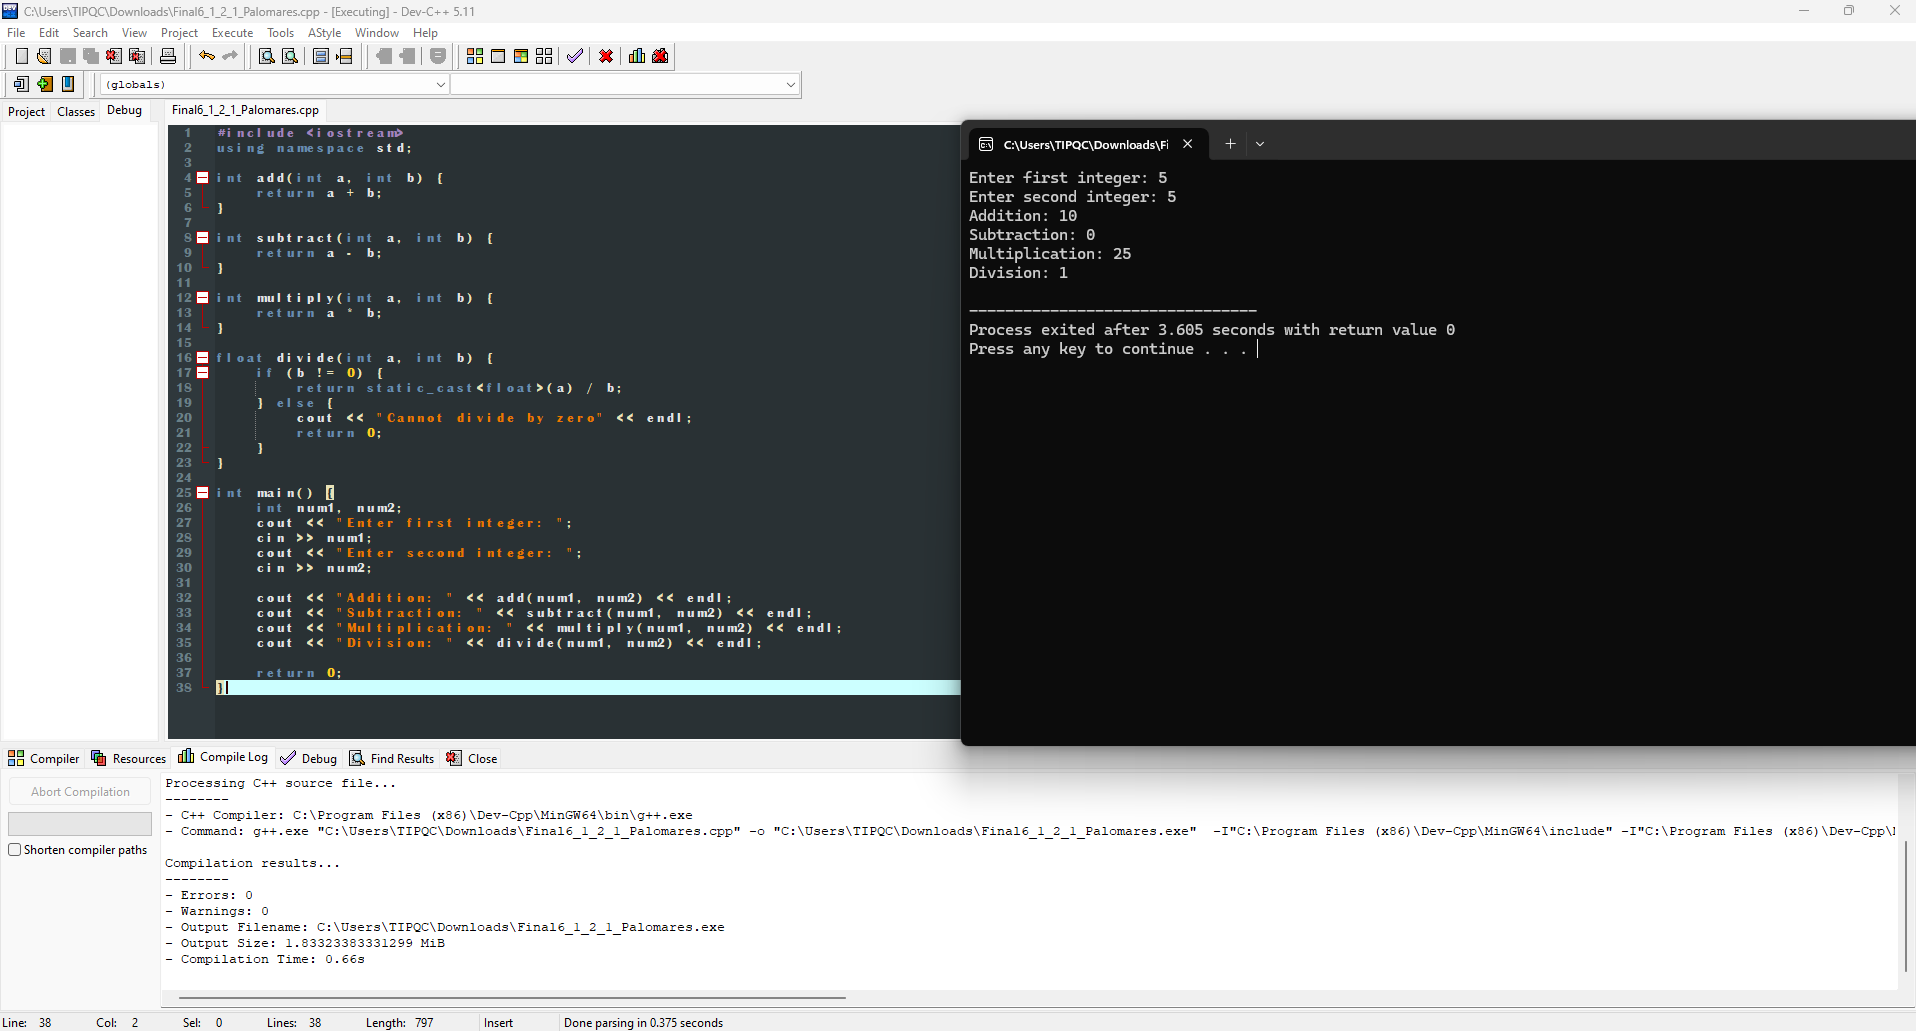 C:\Users\TIPQC\Downloads\Final6_1_2_1_Palomares.cpp - [Executing] - Dev-C++ 5.11
File Edit Search View Project Execute Tools AStyle Window Help
(globals)
Project Classes Debug
Final6_1_2_1_Palomares.cpp
1 #include <iostream>
2 using namespace std;
3
4 int add(int a, int b) {
5 return a + b;
6 }
7
8 int subtract(int a, int b) {
9 return a - b;
10 }
11
12 int multiply(int a, int b) {
13 return a * b;
14 }
15
16 float divide(int a, int b) {
17 if (b != 0) {
18 return static_cast<float>(a) / b;
19 } else {
20 cout << "Cannot divide by zero" << endl;
21 return 0;
22 }
23 }
24
25 int main() {
26 int num1, num2;
27 cout << "Enter first integer: ";
28 cin >> num1;
29 cout << "Enter second integer: ";
30 cin >> num2;
31
32 cout << "Addition: " << add(num1, num2) << endl;
33 cout << "Subtraction: " << subtract(num1, num2) << endl;
34 cout << "Multiplication: " << multiply(num1, num2) << endl;
35 cout << "Division: " << divide(num1, num2) << endl;
36
37 return 0;
38 }
C:\Users\TIPQC\Downloads\Fi
Enter first integer: 5
Enter second integer: 5
Addition: 10
Subtraction: 0
Multiplication: 25
Division: 1
--------------------------------
Process exited after 3.605 seconds with return value 0
Press any key to continue . . .
Compiler Resources Compile Log Debug Find Results Close
Abort Compilation
Shorten compiler paths
Processing C++ source file...
--------
- C++ Compiler: C:\Program Files (x86)\Dev-Cpp\MinGW64\bin\g++.exe
- Command: g++.exe "C:\Users\TIPQC\Downloads\Final6_1_2_1_Palomares.cpp" -o "C:\Users\TIPQC\Downloads\Final6_1_2_1_Palomares.exe" -I"C:\Program Files (x86)\Dev-Cpp\MinGW64\include" -I"C:\Program Files (x86)\Dev-Cpp\
Compilation results...
--------
- Errors: 0
- Warnings: 0
- Output Filename: C:\Users\TIPQC\Downloads\Final6_1_2_1_Palomares.exe
- Output Size: 1.83323383331299 MiB
- Compilation Time: 0.66s
Line: 38 Col: 2 Sel: 0 Lines: 38 Length: 797 Insert Done parsing in 0.375 seconds